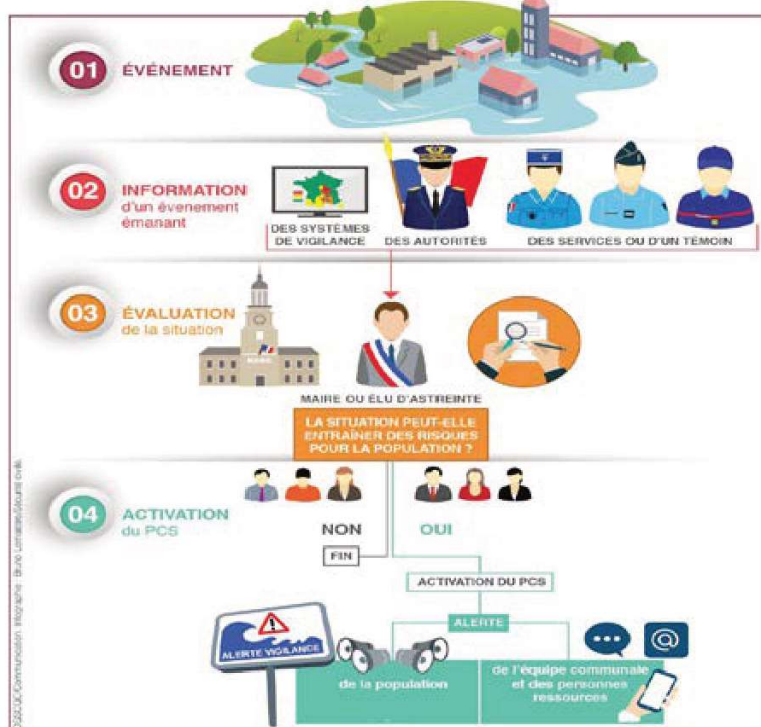 01
ÉVÉNEMENT
02
INFORMATION
d'un évenement
émanant
DES SYSTÈMES
DE VIGILANCE
DES AUTORITÉS
DES SERVICES OU D'UN TÉMOIN
03
ÉVALUATION
de la situation
MAIRE OU ÉLU D'ASTREINTE
LA SITUATION PEUT-ELLE
ENTRAÎNER DES RISQUES
POUR LA POPULATION ?
04
ACTIVATION
du PCS
NON
OUI
FIN
ACTIVATION DU PCS
ALERTE
ALERTE VIGILANCE
de la population
de l'équipe communale
et des personnes
ressources